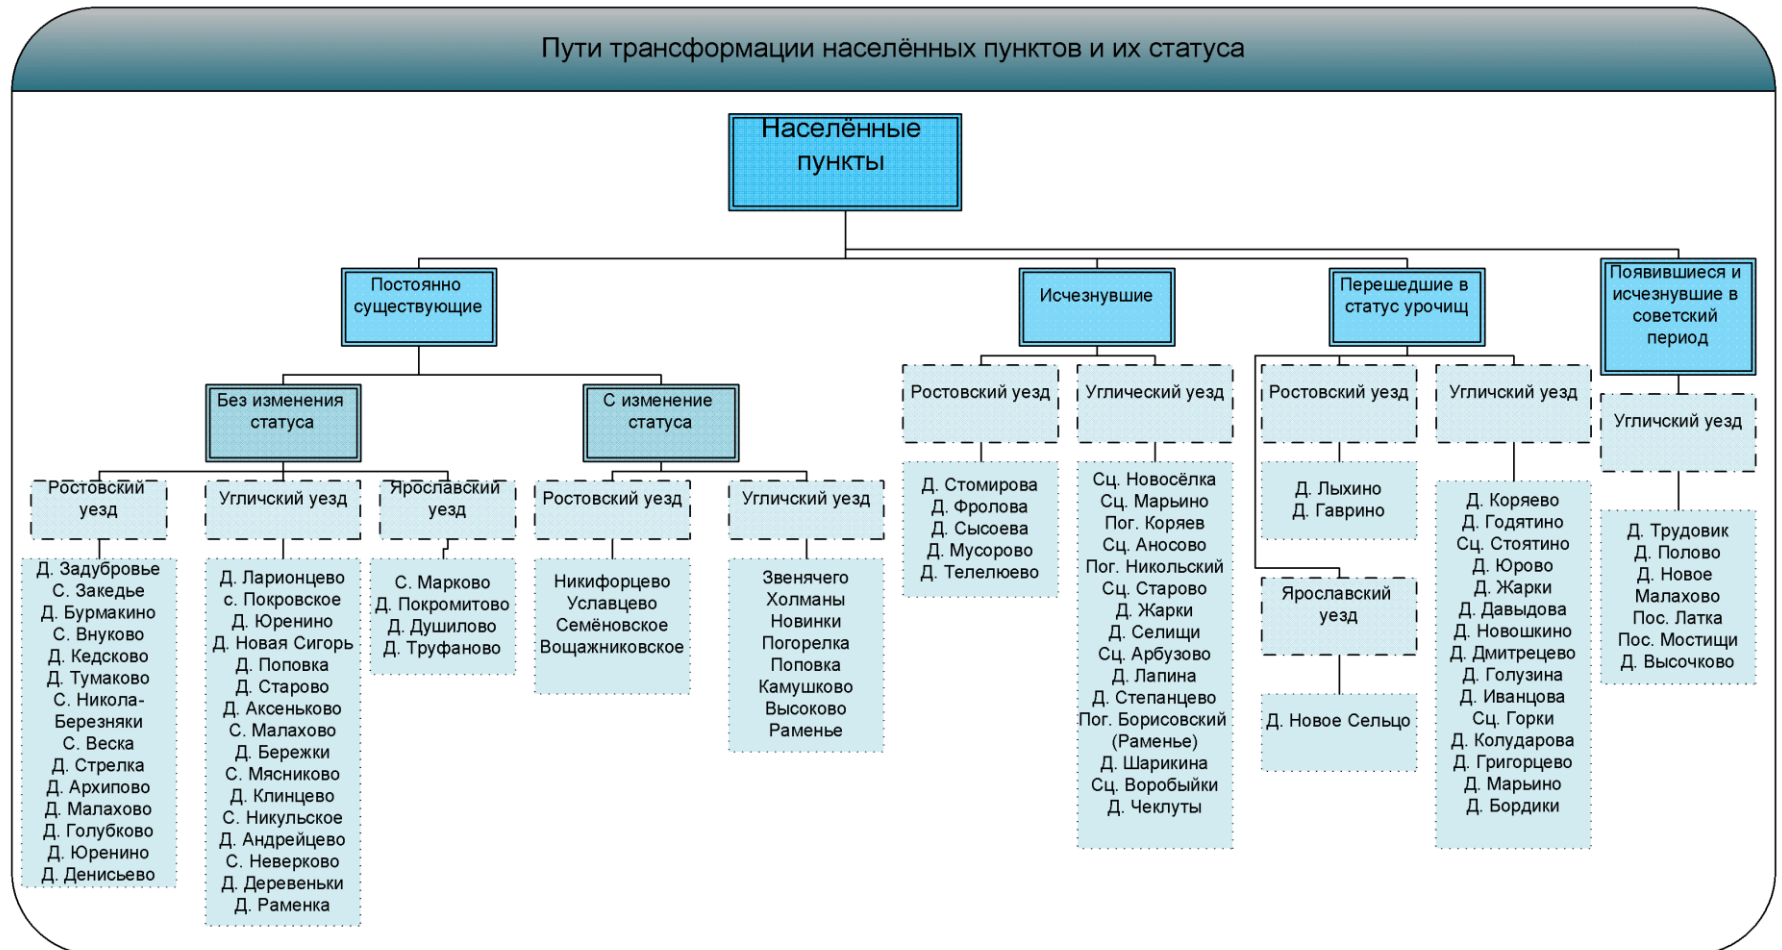 Пути трансформации населённых пунктов и их статуса
Населённые
пункты
Постоянно
существующие
Исчезнувшие
Перешедшие в
статус урочищ
Появившиеся и
исчезнувшие в
советский
период
Без изменения
статуса
С изменение
статуса
Ростовский
уезд
Д. Задубровье
С. Закедье
Д. Бурмакино
С. Внуково
Д. Кедсково
Д. Тумаково
С. Никола-
Березняки
С. Веска
Д. Стрелка
Д. Архипово
Д. Малахово
Д. Голубково
Д. Юренино
Д. Денисьево
Угличский уезд
Д. Ларионцево
с. Покровское
Д. Юренино
Д. Новая Сигорь
Д. Поповка
Д. Старово
Д. Аксеньково
С. Малахово
Д. Бережки
С. Мясниково
Д. Клинцево
С. Никульское
Д. Андрейцево
С. Неверково
Д. Деревеньки
Д. Раменка
Ярославский
уезд
С. Марково
Д. Покромитово
Д. Душилово
Д. Труфаново
Ростовский уезд
Никифорцево
Уславцево
Семёновское
Вощажниковское
Угличский уезд
Звенячего
Холманы
Новинки
Погорелка
Поповка
Камушково
Высоково
Раменье
Ростовский уезд
Д. Стомирова
Д. Фролова
Д. Сысоева
Д. Мусорово
Д. Телелюево
Углический уезд
Сц. Новосёлка
Сц. Марьино
Пог. Коряев
Сц. Аносово
Пог. Никольский
Сц. Старово
Д. Жарки
Д. Селищи
Сц. Арбузово
Д. Лапина
Д. Степанцево
Пог. Борисовский
(Раменье)
Д. Шарикина
Сц. Воробыйки
Д. Чеклуты
Ростовский уезд
Д. Лыхино
Д. Гаврино
Ярославский
уезд
Д. Новое Сельцо
Угличский уезд
Д. Коряево
Д. Годятино
Сц. Стоятино
Д. Юрово
Д. Жарки
Д. Давыдова
Д. Новошкино
Д. Дмитрецево
Д. Голузина
Д. Иванцова
Сц. Горки
Д. Колударова
Д. Григорцево
Д. Марьино
Д. Бордики
Угличский уезд
Д. Трудовик
Д. Полово
Д. Новое
Малахово
Пос. Латка
Пос. Мостищи
Д. Высочково